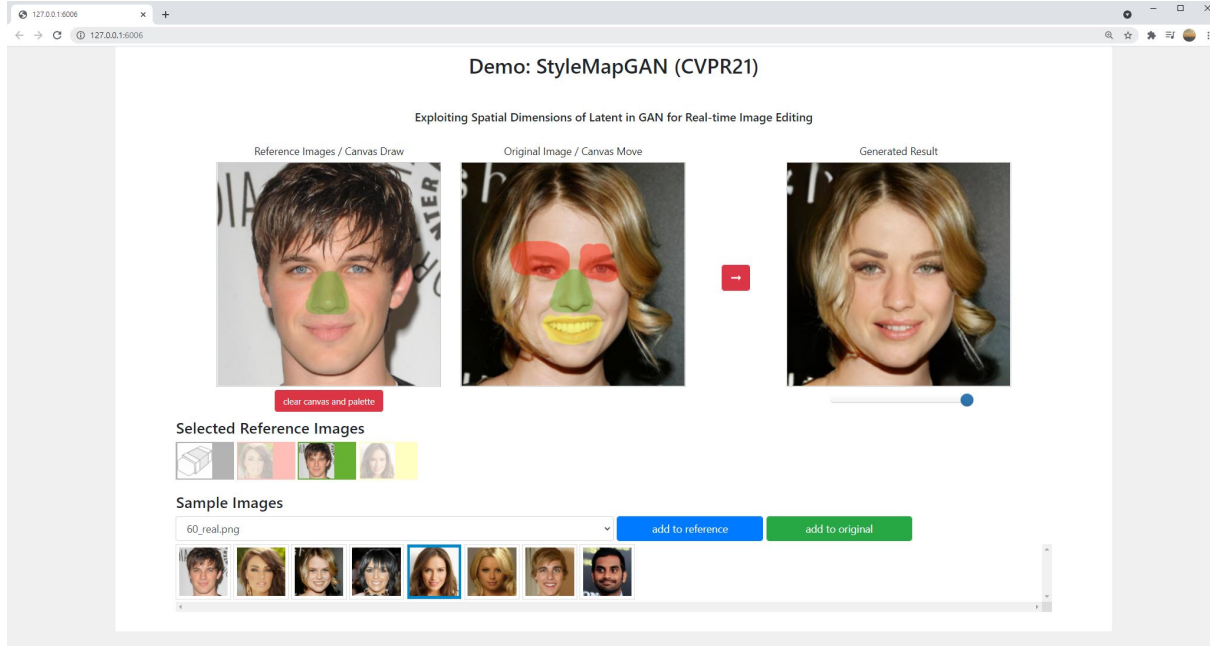 127.0.0.1:6006
127.0.0.1:6006
Demo: StyleMapGAN (CVPR21)
Exploiting Spatial Dimensions of Latent in GAN for Real-time Image Editing
Reference Images / Canvas Draw
Original Image / Canvas Move
Generated Result
clear canvas and palette
Selected Reference Images
Sample Images
60_real.png
add to reference
add to original